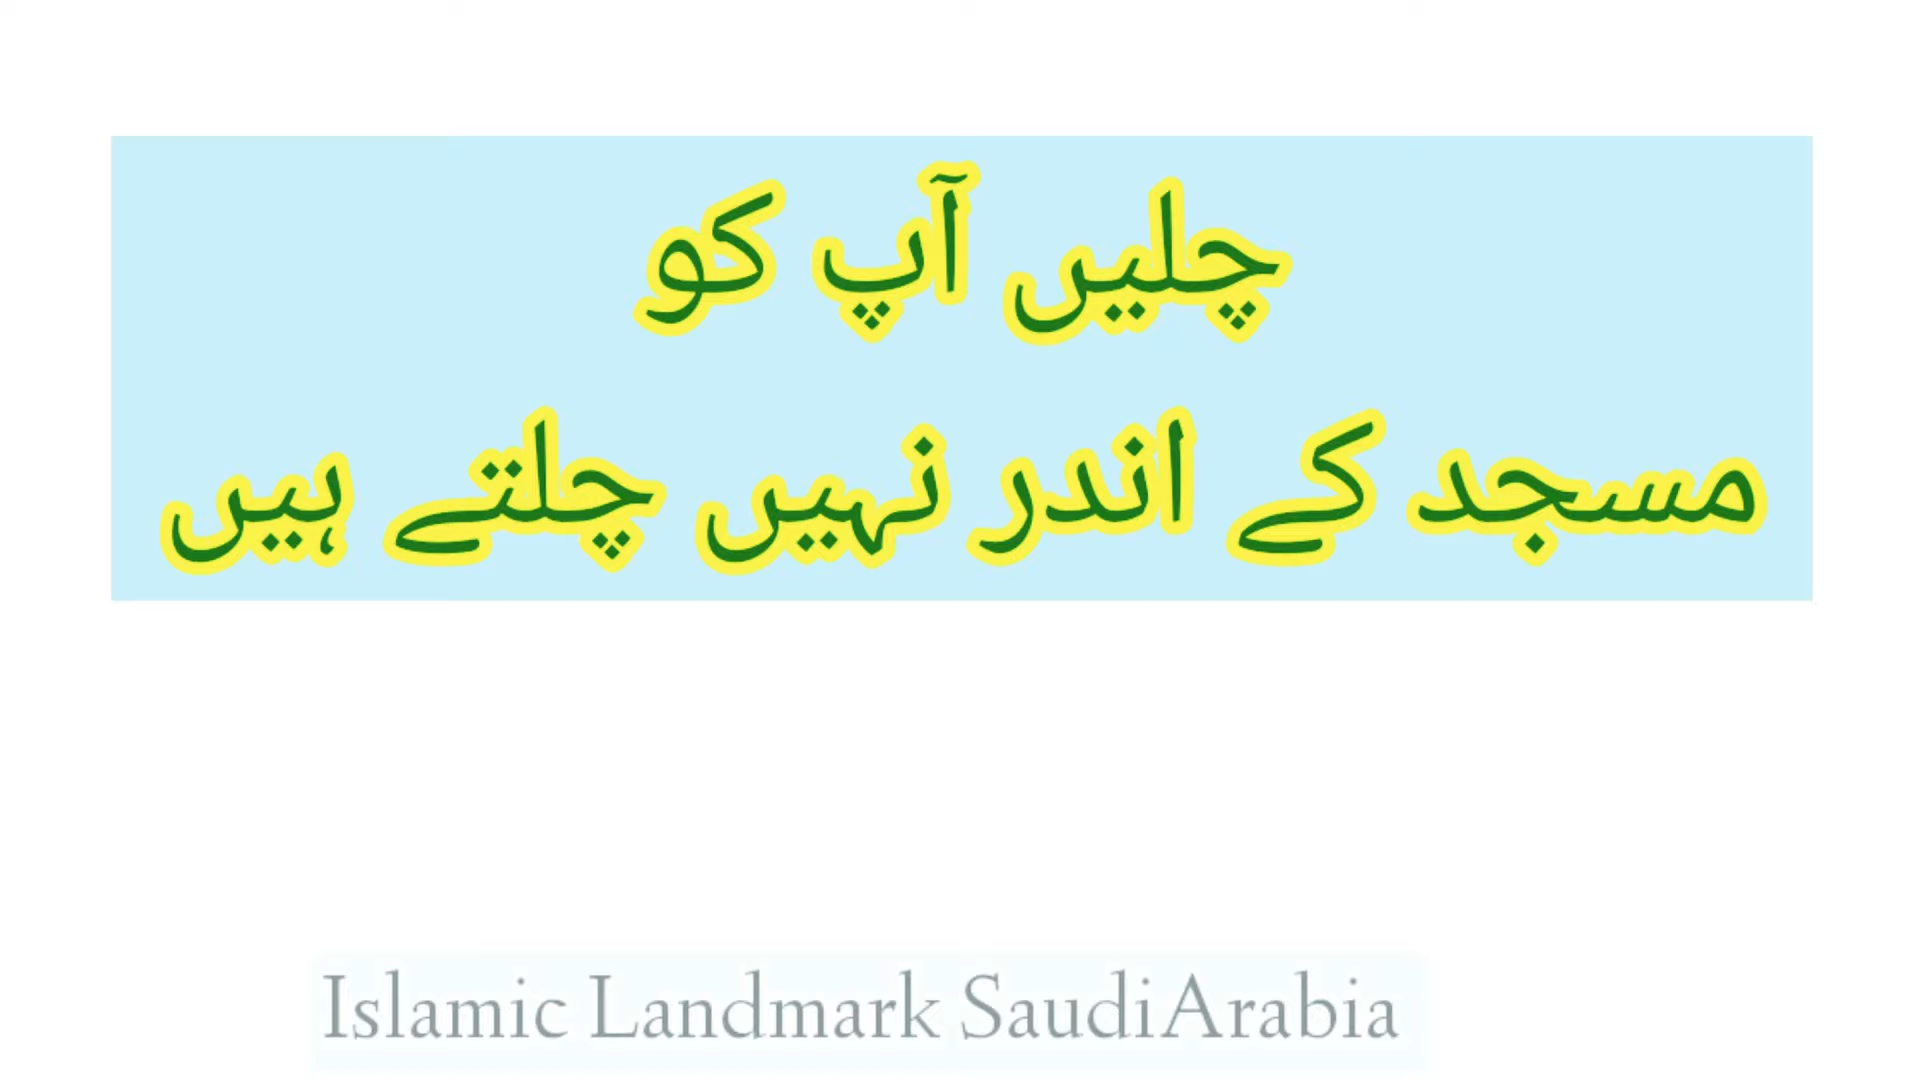 چلیں آپ کو
مسجد کے اندر نہیں چلتے ہیں
Islamic Landmark SaudiArabia